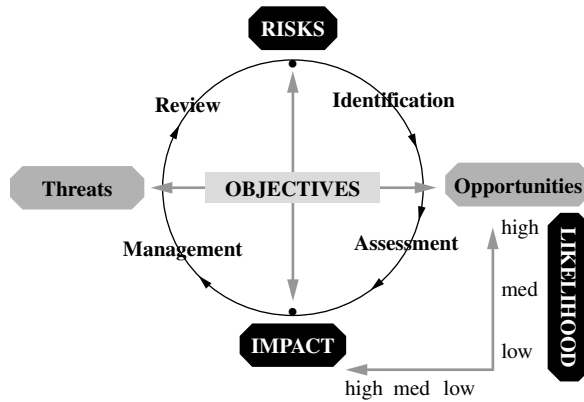 RISKS
Review
Identification
Threats
OBJECTIVES
Opportunities
Management
Assessment
high
med
low
LIKELIHOOD
IMPACT
high med low